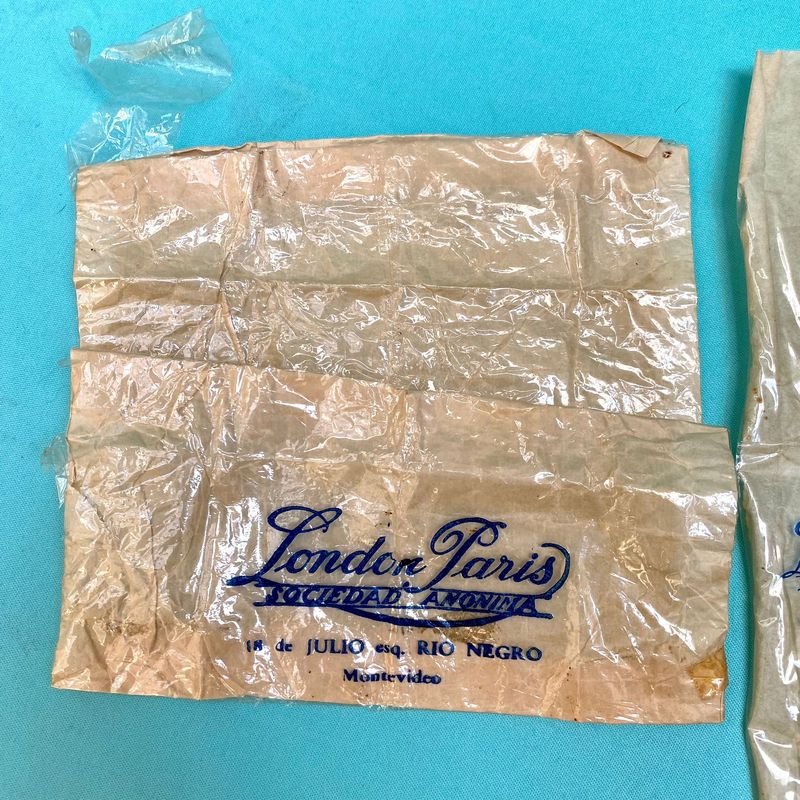 London Paris
SOCIEDAD ANONIMA
18 de JULIO esq. RIO NEGRO
Montevideo